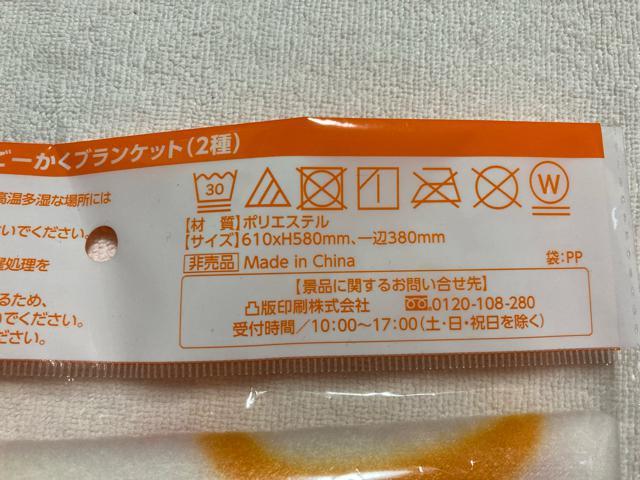 ごーかくブランケット(2種)
高温多湿な場所には
ないでください。
処理を
るため、
でください。
30
W
【材 質】ポリエステル
【サイズ】610xH580mm、一辺380mm
非売品 Made in China
袋:PP
【景品に関するお問い合せ先】
凸版印刷株式会社 0120-108-280
受付時間/10:00〜17:00(土・日・祝日を除く)